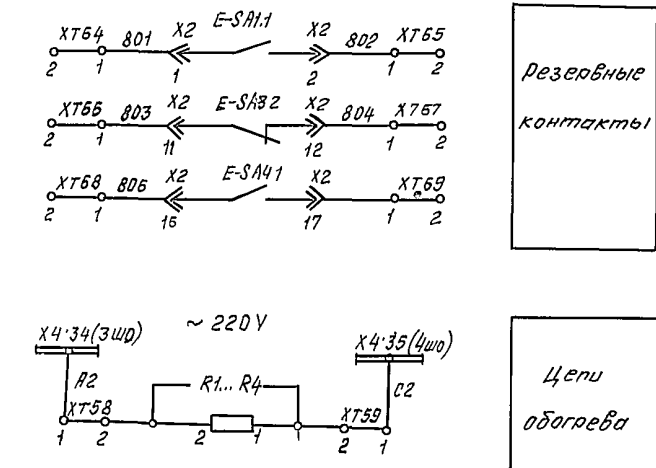 XT64 801 X2 E-SA1.1 X2 802 XT65
2 1 1 2 1 2
XT66 803 X2 E-SA3 2 X2 804 X767
2 1 11 12 1 2
XT68 806 X2 E-SA4 1 X2 XT69
2 1 16 17 1 2
Резервные
контакты
X4·34(3шо) ~ 220V X4·35(4шо)
A2 R1... R4 C2
XT58 XT59
1 2 2 1 1 2 1
Цепи
обогрева